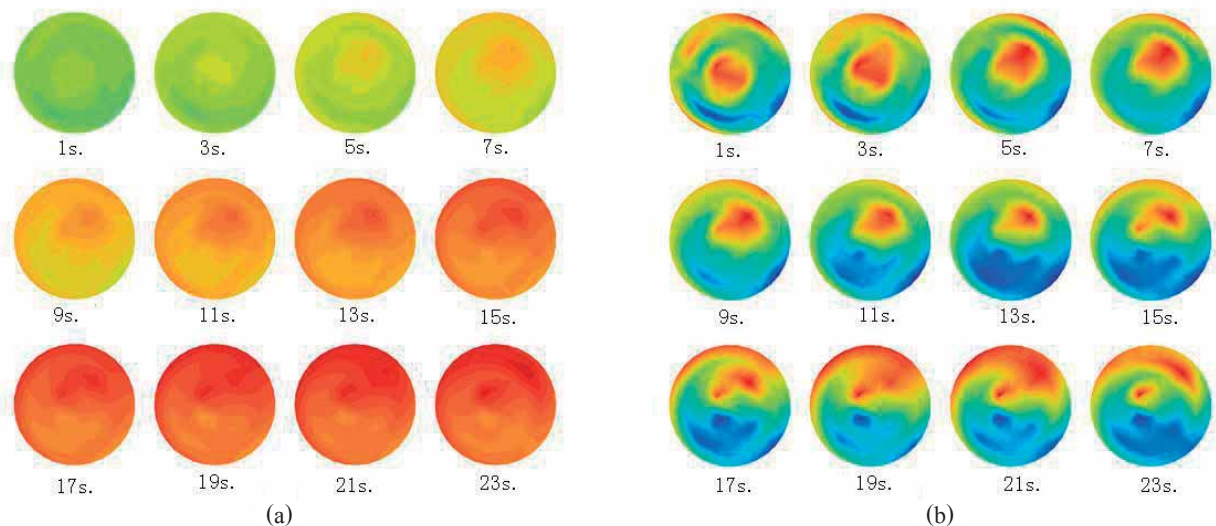 1s. 3s. 5s. 7s. 1s. 3s. 5s. 7s.
9s. 11s. 13s. 15s. 9s. 11s. 13s. 15s.
17s. 19s. 21s. 23s. 17s. 19s. 21s. 23s.
(a) (b)